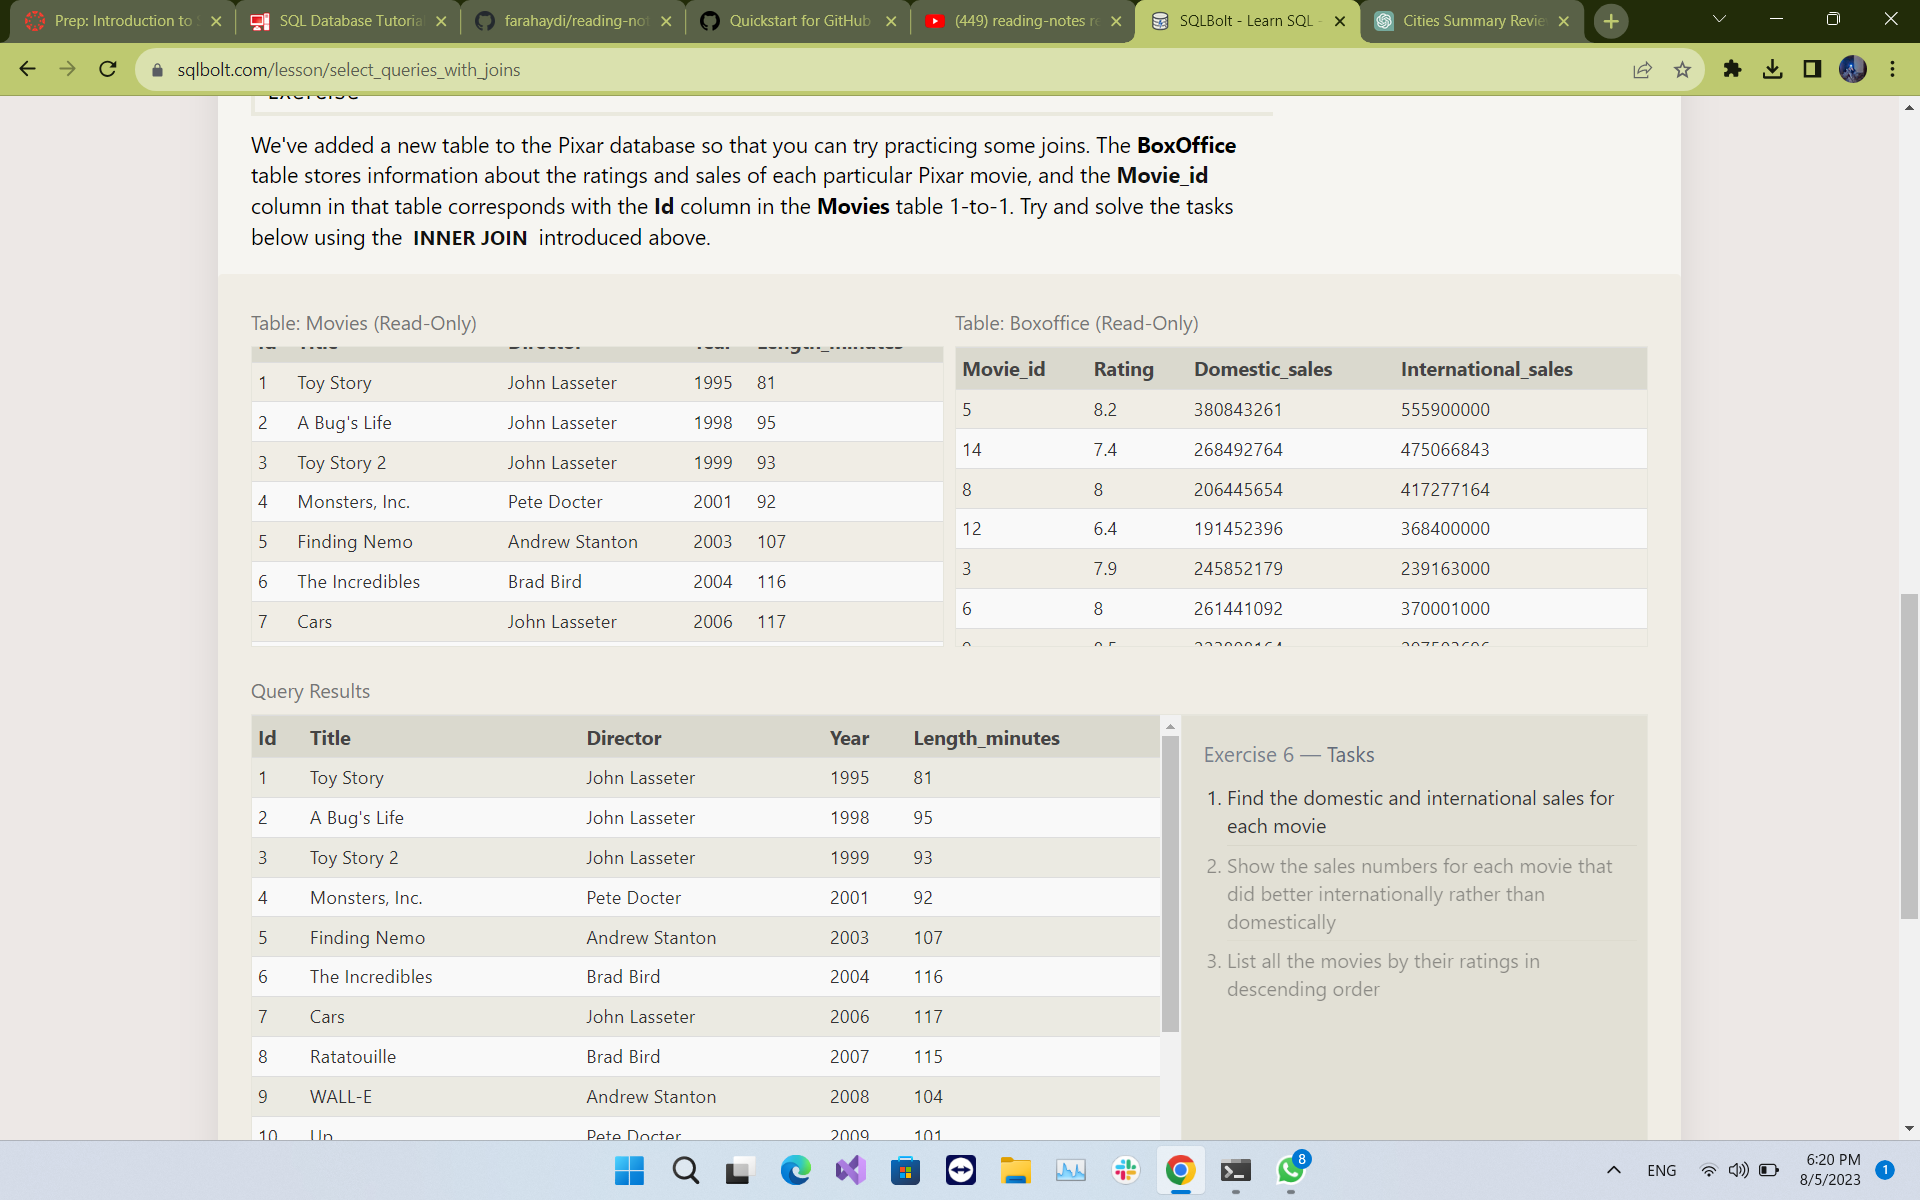 Prep: Introduction to
SQL Database Tutoria
farahaydi/reading-not
Quickstart for GitHub
(449) reading-notes re
SQLBolt - Learn SQL -
Cities Summary Revie
sqlbolt.com/lesson/select_queries_with_joins
Exercise
We've added a new table to the Pixar database so that you can try practicing some joins. The BoxOffice
table stores information about the ratings and sales of each particular Pixar movie, and the Movie_id
column in that table corresponds with the Id column in the Movies table 1-to-1. Try and solve the tasks
below using the INNER JOIN introduced above.
Table: Movies (Read-Only)
Id Title Director Year Length_minutes
1 Toy Story John Lasseter 1995 81
2 A Bug's Life John Lasseter 1998 95
3 Toy Story 2 John Lasseter 1999 93
4 Monsters, Inc. Pete Docter 2001 92
5 Finding Nemo Andrew Stanton 2003 107
6 The Incredibles Brad Bird 2004 116
7 Cars John Lasseter 2006 117
Table: Boxoffice (Read-Only)
Movie_id Rating Domestic_sales International_sales
5 8.2 380843261 555900000
14 7.4 268492764 475066843
8 8 206445654 417277164
12 6.4 191452396 368400000
3 7.9 245852179 239163000
6 8 261441092 370001000
Query Results
Id Title Director Year Length_minutes
1 Toy Story John Lasseter 1995 81
2 A Bug's Life John Lasseter 1998 95
3 Toy Story 2 John Lasseter 1999 93
4 Monsters, Inc. Pete Docter 2001 92
5 Finding Nemo Andrew Stanton 2003 107
6 The Incredibles Brad Bird 2004 116
7 Cars John Lasseter 2006 117
8 Ratatouille Brad Bird 2007 115
9 WALL-E Andrew Stanton 2008 104
10 Up Pete Docter 2009 101
Exercise 6 — Tasks
1. Find the domestic and international sales for
each movie
2. Show the sales numbers for each movie that
did better internationally rather than
domestically
3. List all the movies by their ratings in
descending order
8
ENG
6:20 PM
8/5/2023
1